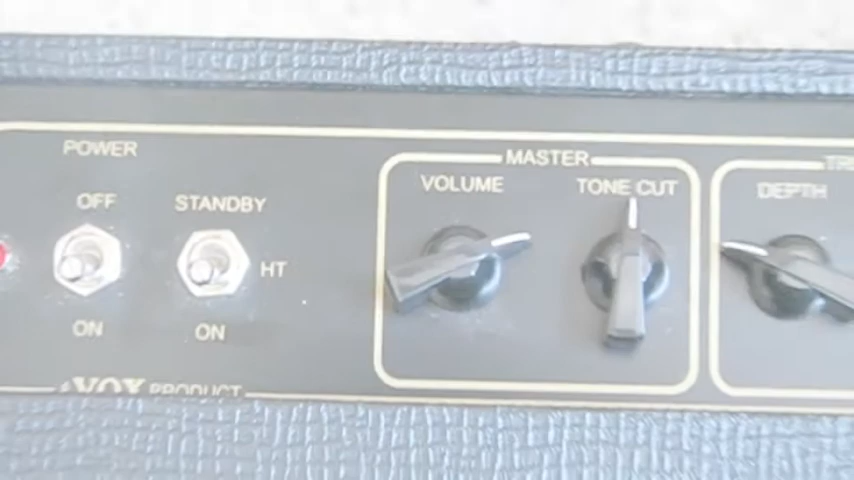 POWER
OFF
ON
STANDBY
HT
ON
MASTER
VOLUME
TONE CUT
DEPTH
A VOX PRODUCT